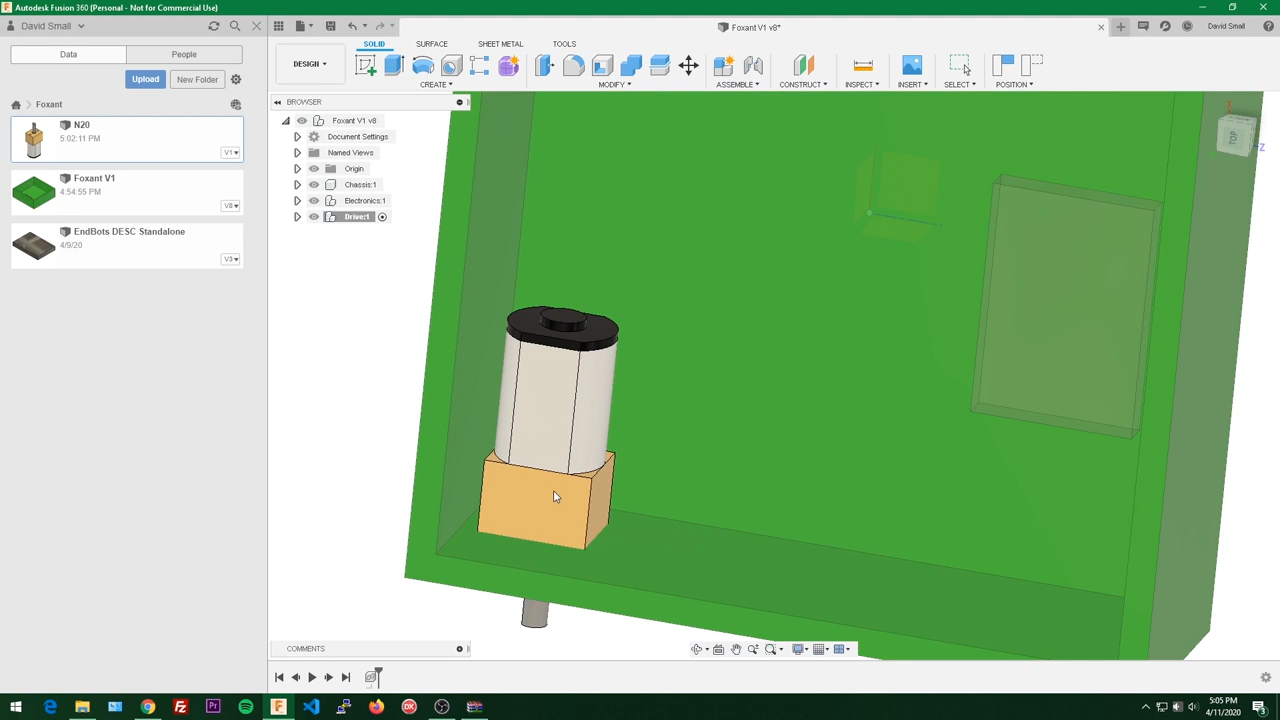 Autodesk Fusion 360 (Personal - Not for Commercial Use)
David Small
Foxant V1 v8*
David Small
Data
People
SOLID
SURFACE
SHEET METAL
TOOLS
DESIGN
CREATE
MODIFY
ASSEMBLE
CONSTRUCT
INSPECT
INSERT
SELECT
POSITION
Upload
New Folder
Foxant
BROWSER
N20
5:02:11 PM
V1
Foxant V1
4:54:55 PM
V8
EndBots DESC Standalone
4/9/20
V3
Foxant V1 v8
Document Settings
Named Views
Origin
Chassis:1
Electronics:1
Drive:1
X
TOP
Z
COMMENTS
5:05 PM
4/11/2020
3